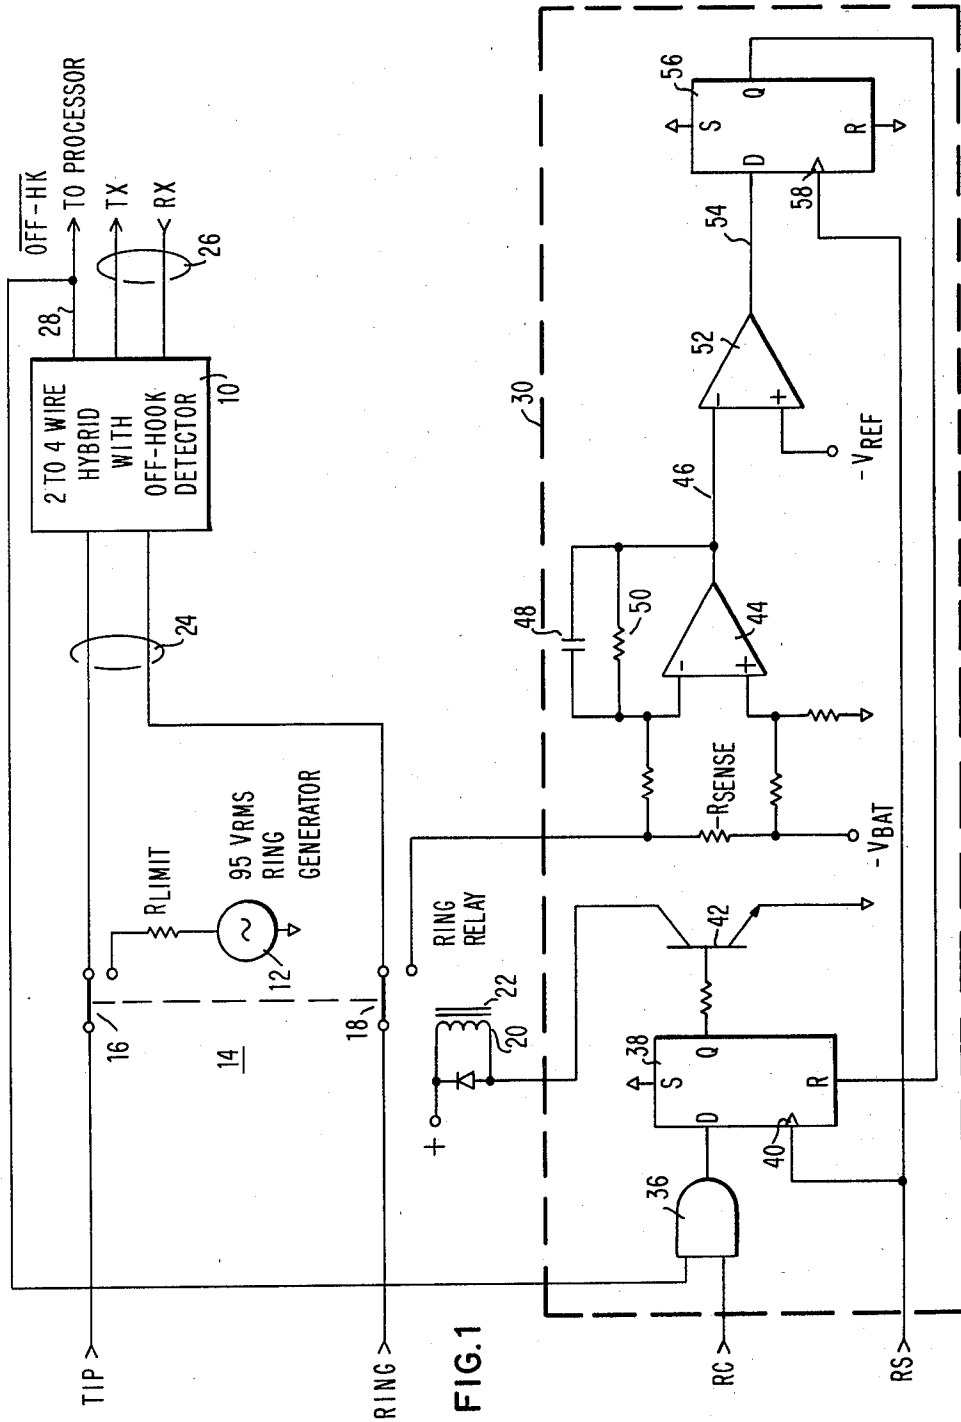 OFF-HK
TO PROCESSOR
TX
RX
26
28
2 TO 4 WIRE
HYBRID
WITH
OFF-HOOK
DETECTOR
10
24
RLIMIT
95 VRMS
RING
GENERATOR
12
16
14
18
TIP
RING
RING
RELAY
22
20
+
FIG.1
30
56
S
D
Q
R
58
54
52
-
+
-VREF
46
48
50
44
-
+
RSENSE
-VBAT
42
38
S
D
Q
R
40
36
RC
RS